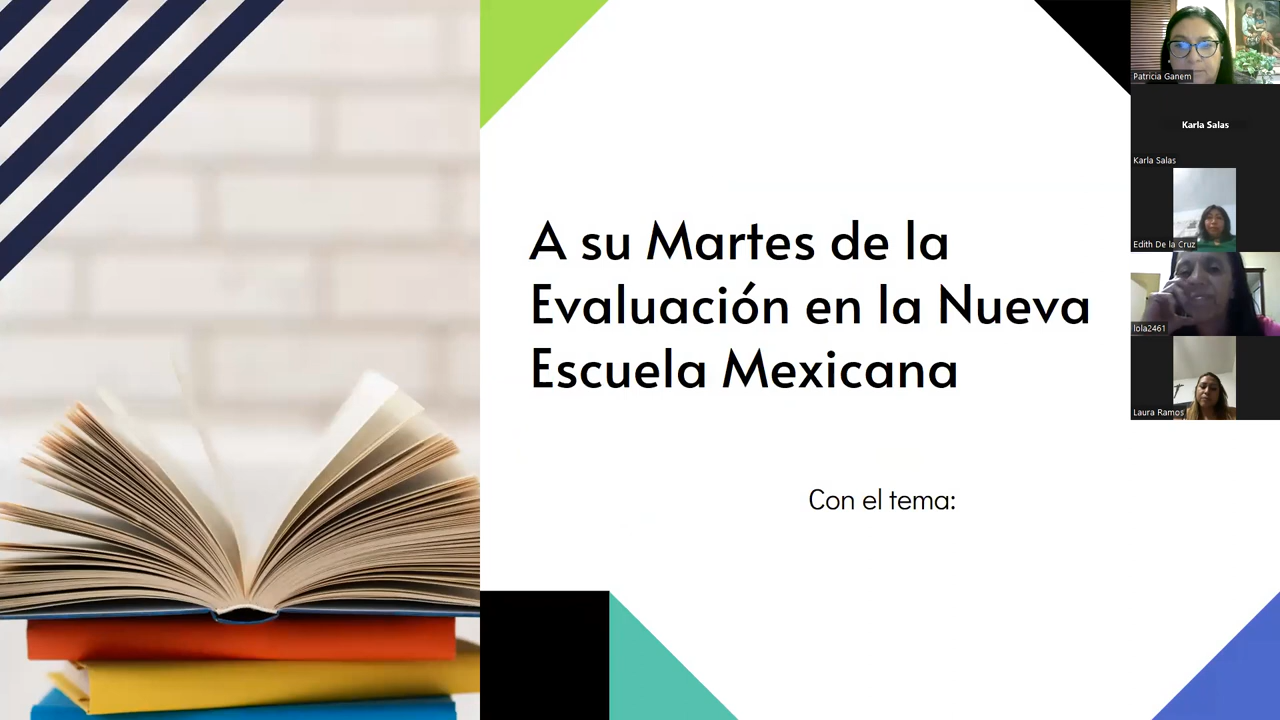 A su Martes de la
Evaluación en la Nueva
Escuela Mexicana
Con el tema:
Patricia Ganem
Karla Salas
Karla Salas
Edith De la Cruz
lola2461
Laura Ramos